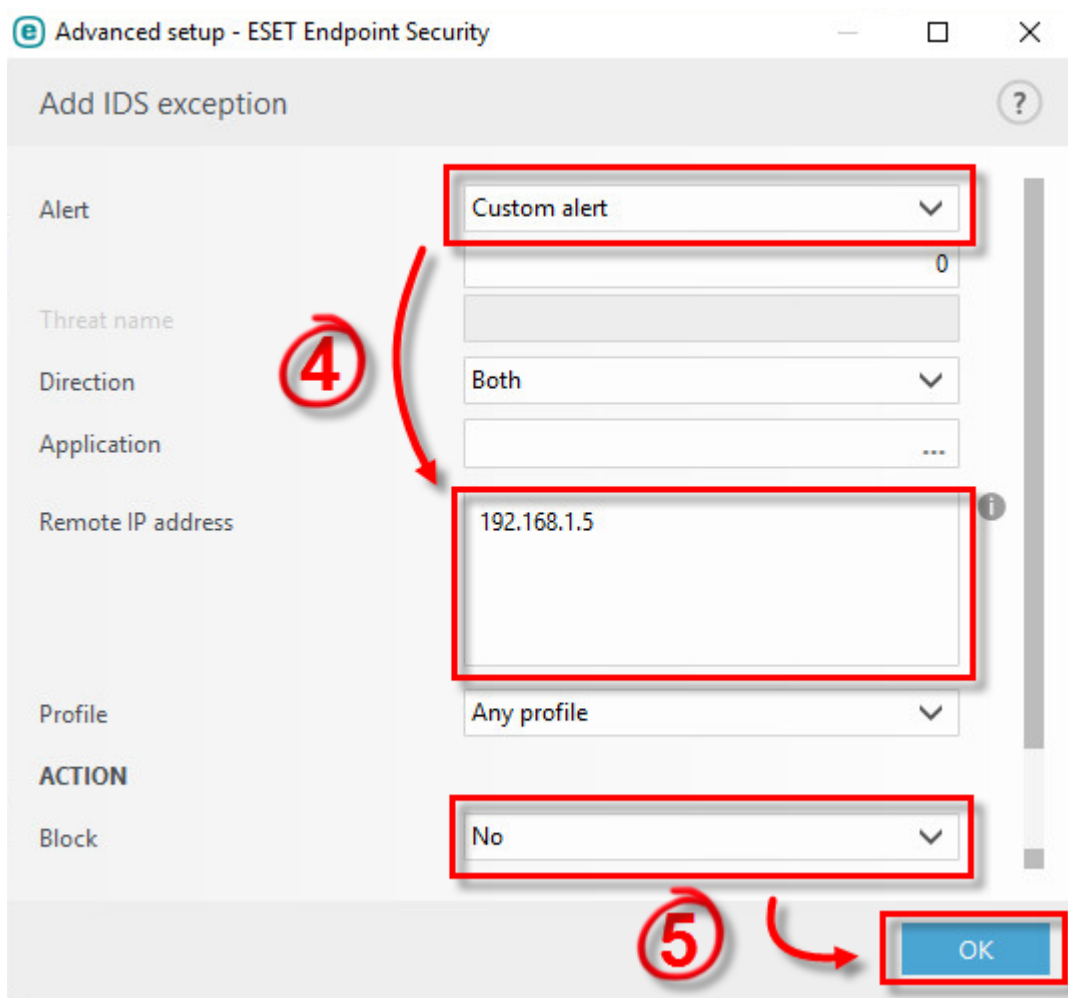 e Advanced setup - ESET Endpoint Security
Add IDS exception ?
Alert Custom alert
0
Threat name
4
Direction Both
Application ...
Remote IP address 192.168.1.5 i
Profile Any profile
ACTION
Block No
5 OK